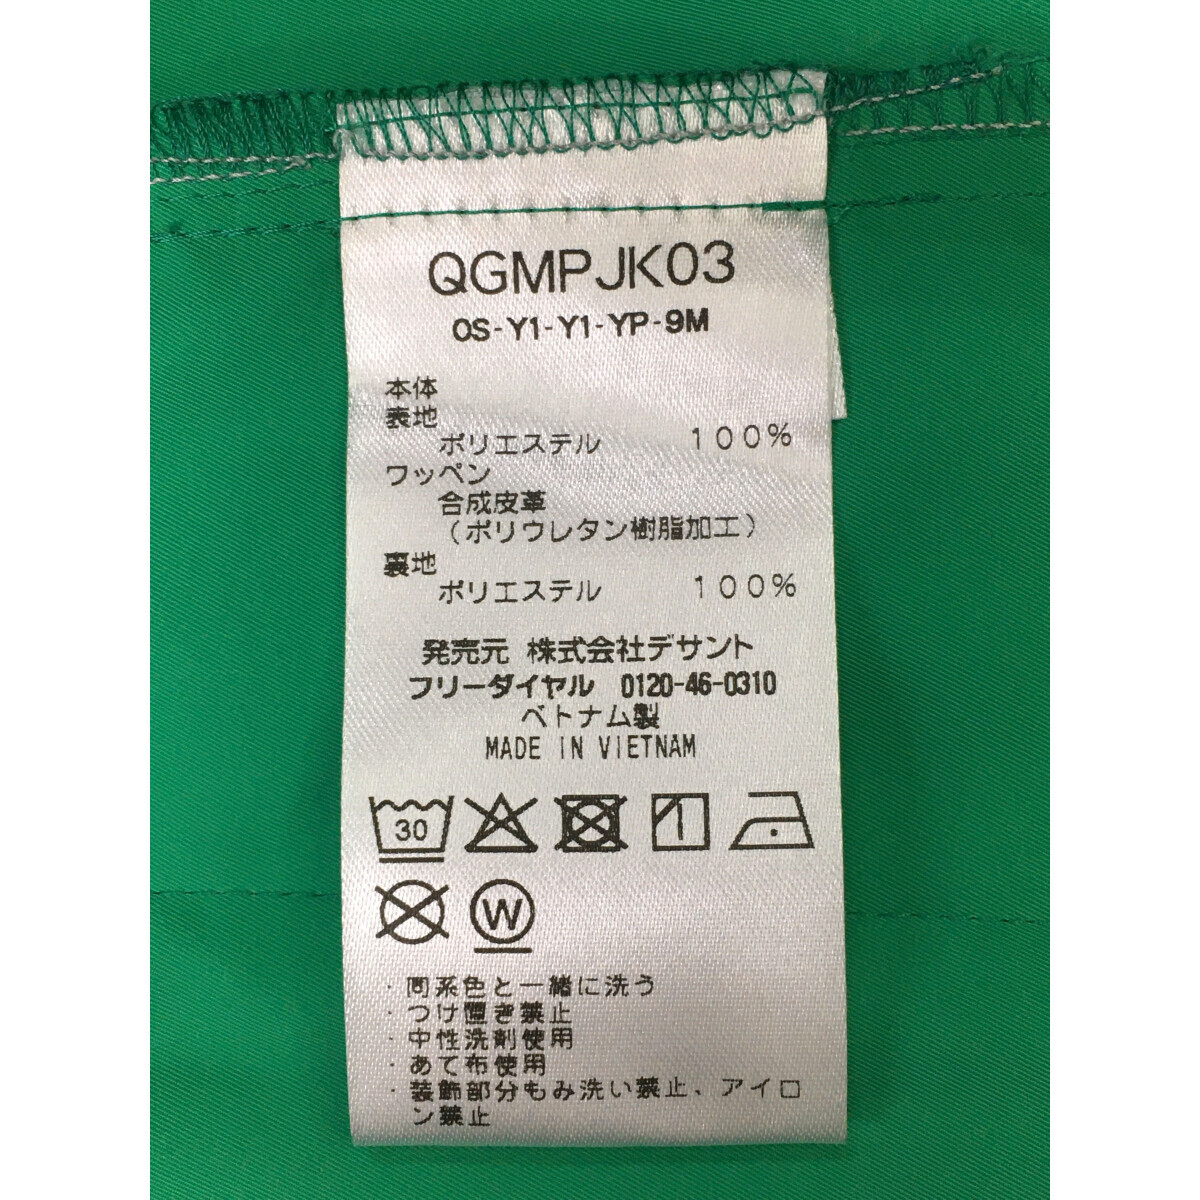 QGMPJK03
OS-Y1-Y1-YP-9M
本体
表地
ポリエステル 100%
ワッペン
合成皮革
(ポリウレタン樹脂加工)
裏地
ポリエステル 100%
発売元 株式会社デサント
フリーダイヤル 0120-46-0310
ベトナム製
MADE IN VIETNAM
30
W
・同系色と一緒に洗う
・つけ置き禁止
・中性洗剤使用
・あて布使用
・装飾部分もみ洗い禁止、アイロ
ン禁止